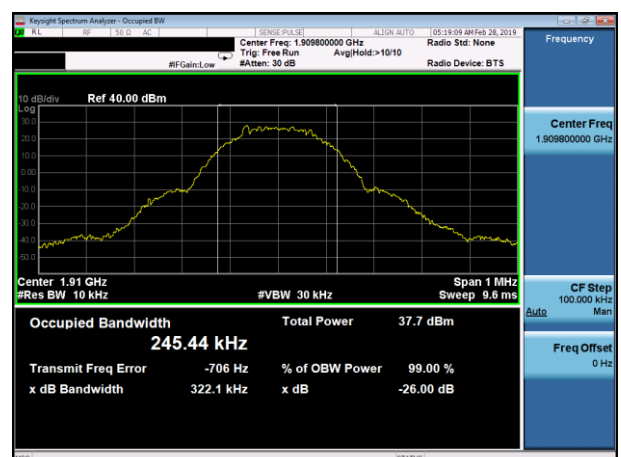 Keysight Spectrum Analyzer - Occupied BW
RL RF 50 Ω AC SENSE:PULSE ALIGN AUTO 05:19:09 AM Feb 28, 2019
Center Freq: 1.909800000 GHz Radio Std: None
Trig: Free Run Avg|Hold:>10/10
#IFGain:Low #Atten: 30 dB Radio Device: BTS
Frequency
10 dB/div Ref 40.00 dBm
Log
30.0
20.0
10.0
0.00
-10.0
-20.0
-30.0
-40.0
-50.0
Center 1.91 GHz Span 1 MHz
#Res BW 10 kHz #VBW 30 kHz Sweep 9.6 ms
Occupied Bandwidth Total Power 37.7 dBm
245.44 kHz
Transmit Freq Error -706 Hz % of OBW Power 99.00 %
x dB Bandwidth 322.1 kHz x dB -26.00 dB
Center Freq
1.909800000 GHz
CF Step
100.000 kHz
Auto Man
Freq Offset
0 Hz